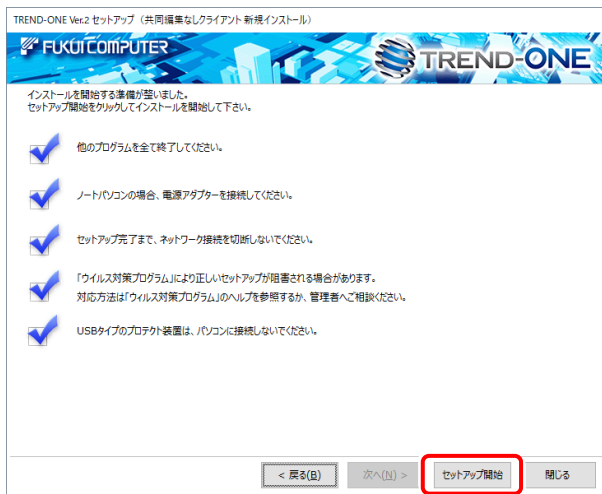 TREND-ONE Ver.2 セットアップ（共同編集なしクライアント 新規インストール）
FUKUI COMPUTER
TREND-ONE
インストールを開始する準備が整いました。
セットアップ開始をクリックしてインストールを開始して下さい。
他のプログラムを全て終了してください。
ノートパソコンの場合、電源アダプターを接続してください。
セットアップ完了まで、ネットワーク接続を切断しないでください。
「ウイルス対策プログラム」により正しいセットアップが阻害される場合があります。
対応方法は「ウィルス対策プログラム」のヘルプを参照するか、管理者へご相談ください。
USBタイプのプロテクト装置は、パソコンに接続しないでください。
< 戻る(B)
次へ(N) >
セットアップ開始
閉じる